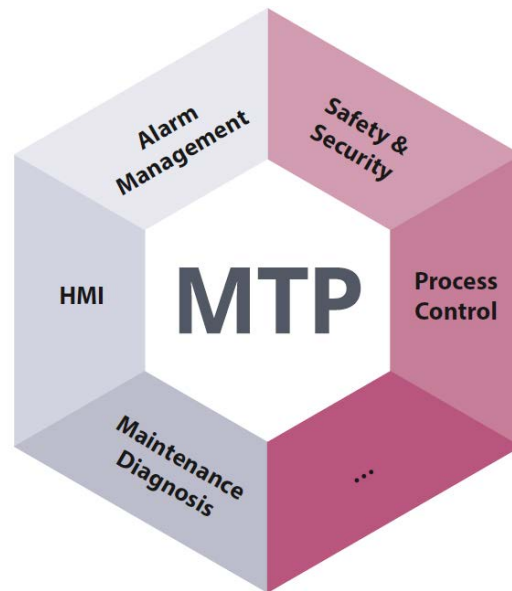 Alarm
Management
Safety &
Security
HMI
MTP
Process
Control
Maintenance
Diagnosis
...